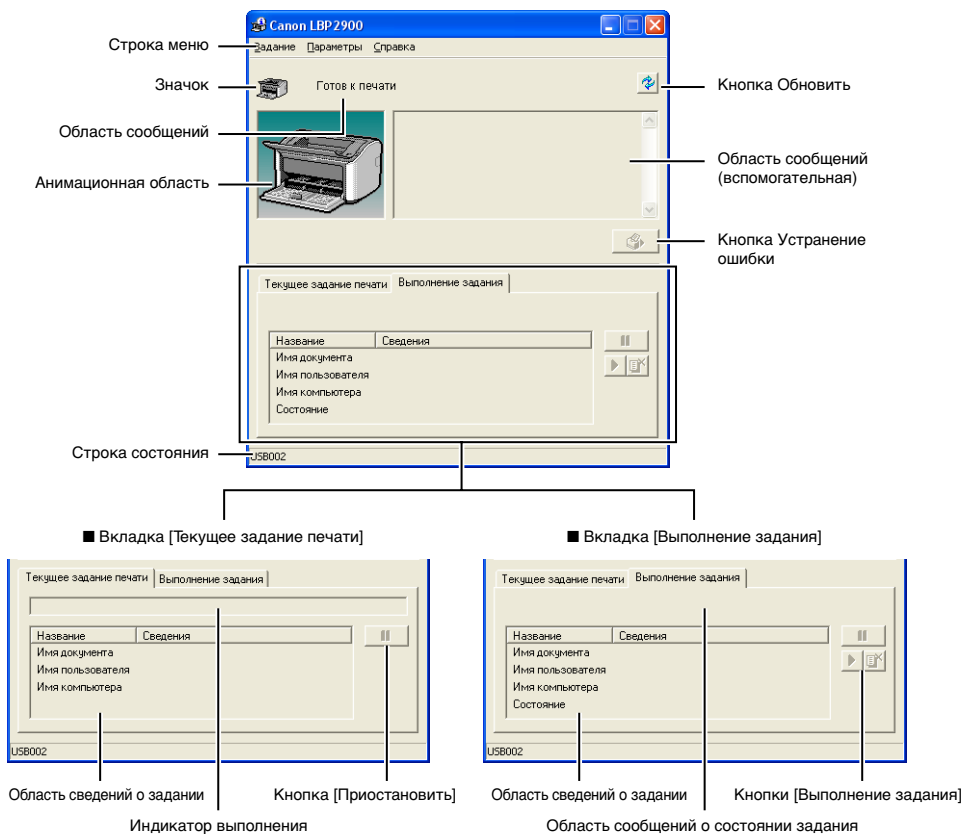 Canon LBP2900
Строка меню
Задание Параметры Справка
Значок
Готов к печати
Кнопка Обновить
Область сообщений
Область сообщений
(вспомогательная)
Анимационная область
Кнопка Устранение
ошибки
Текущее задание печати Выполнение задания
Название Сведения
Имя документа
Имя пользователя
Имя компьютера
Состояние
Строка состояния
USB002
■ Вкладка [Текущее задание печати]
■ Вкладка [Выполнение задания]
Текущее задание печати Выполнение задания
Название Сведения
Имя документа
Имя пользователя
Имя компьютера
USB002
Область сведений о задании
Кнопка [Приостановить]
Индикатор выполнения
Текущее задание печати Выполнение задания
Название Сведения
Имя документа
Имя пользователя
Имя компьютера
Состояние
USB002
Область сведений о задании
Кнопки [Выполнение задания]
Область сообщений о состоянии задания